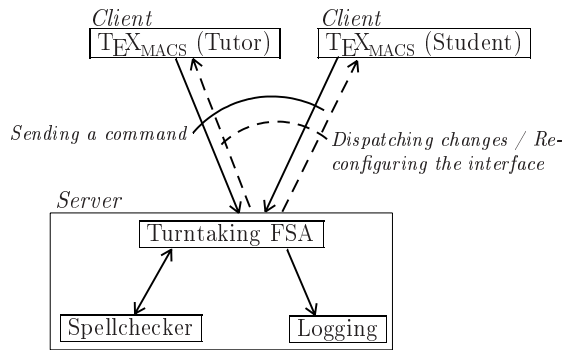 Client
Client
TEXMACS (Tutor)
TEXMACS (Student)
Sending a command
Dispatching changes / Re-
configuring the interface
Server
Turntaking FSA
Spellchecker
Logging